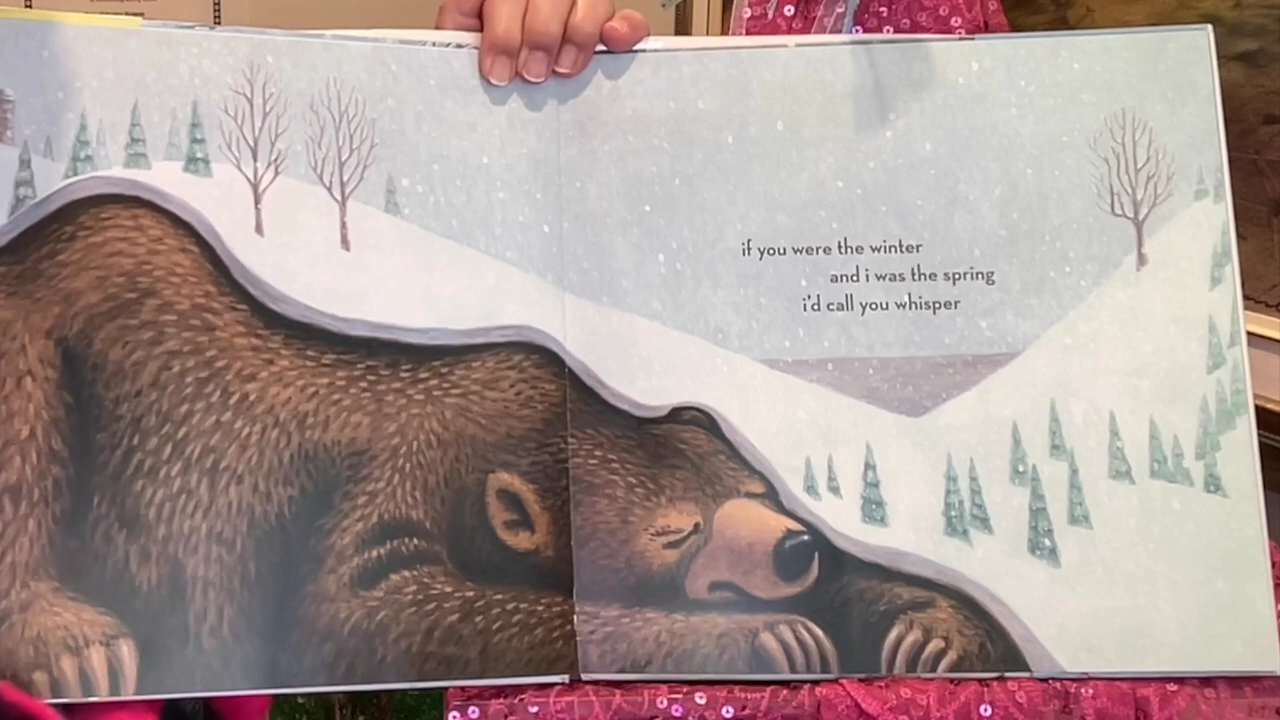 if you were the winter
and i was the spring
i'd call you whisper